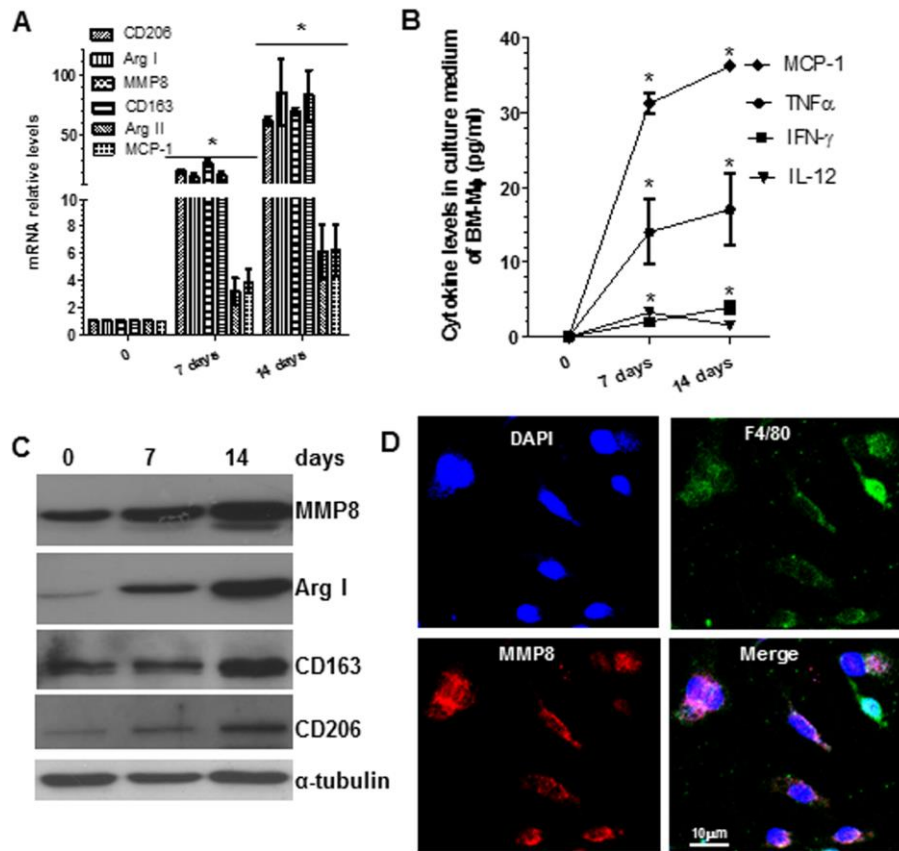 A
CD206
Arg I
MMP8
CD163
Arg II
MCP-1
mRNA relative levels
100
50
8
6
4
2
0
*
*
0
7 days
14 days
B
Cytokine levels in culture medium
of BM-Mϕ (pg/ml)
40
30
20
10
0
*
*
*
*
*
*
0
7 days
14 days
MCP-1
TNFα
IFN-γ
IL-12
C
0 7 14 days
MMP8
Arg I
CD163
CD206
α-tubulin
D
DAPI
F4/80
MMP8
Merge
10μm